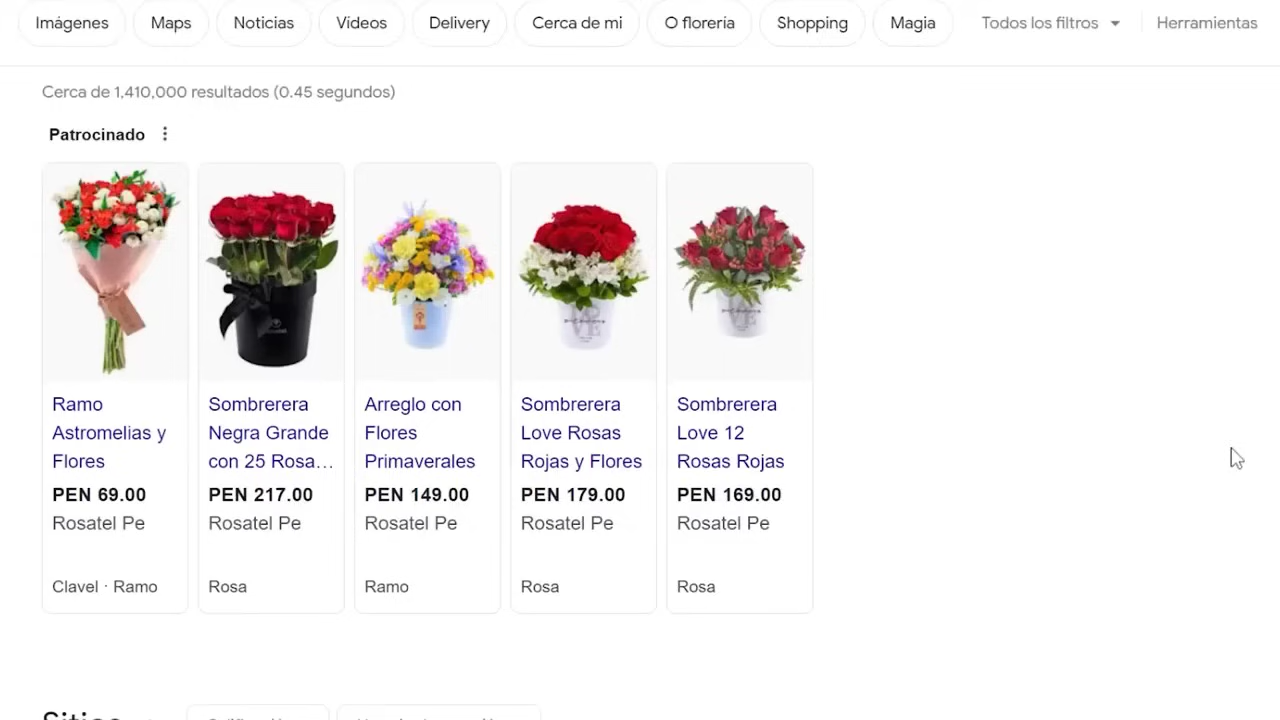 Imágenes Maps Noticias Vídeos Delivery Cerca de mi O floreria Shopping Magia Todos los filtros Herramientas
Cerca de 1,410,000 resultados (0.45 segundos)
Patrocinado
Ramo
Astromelias y
Flores
PEN 69.00
Rosatel Pe
Clavel · Ramo
Sombrerera
Negra Grande
con 25 Rosa...
PEN 217.00
Rosatel Pe
Rosa
Arreglo con
Flores
Primaverales
PEN 149.00
Rosatel Pe
Ramo
Sombrerera
Love Rosas
Rojas y Flores
PEN 179.00
Rosatel Pe
Rosa
Sombrerera
Love 12
Rosas Rojas
PEN 169.00
Rosatel Pe
Rosa
Sitios